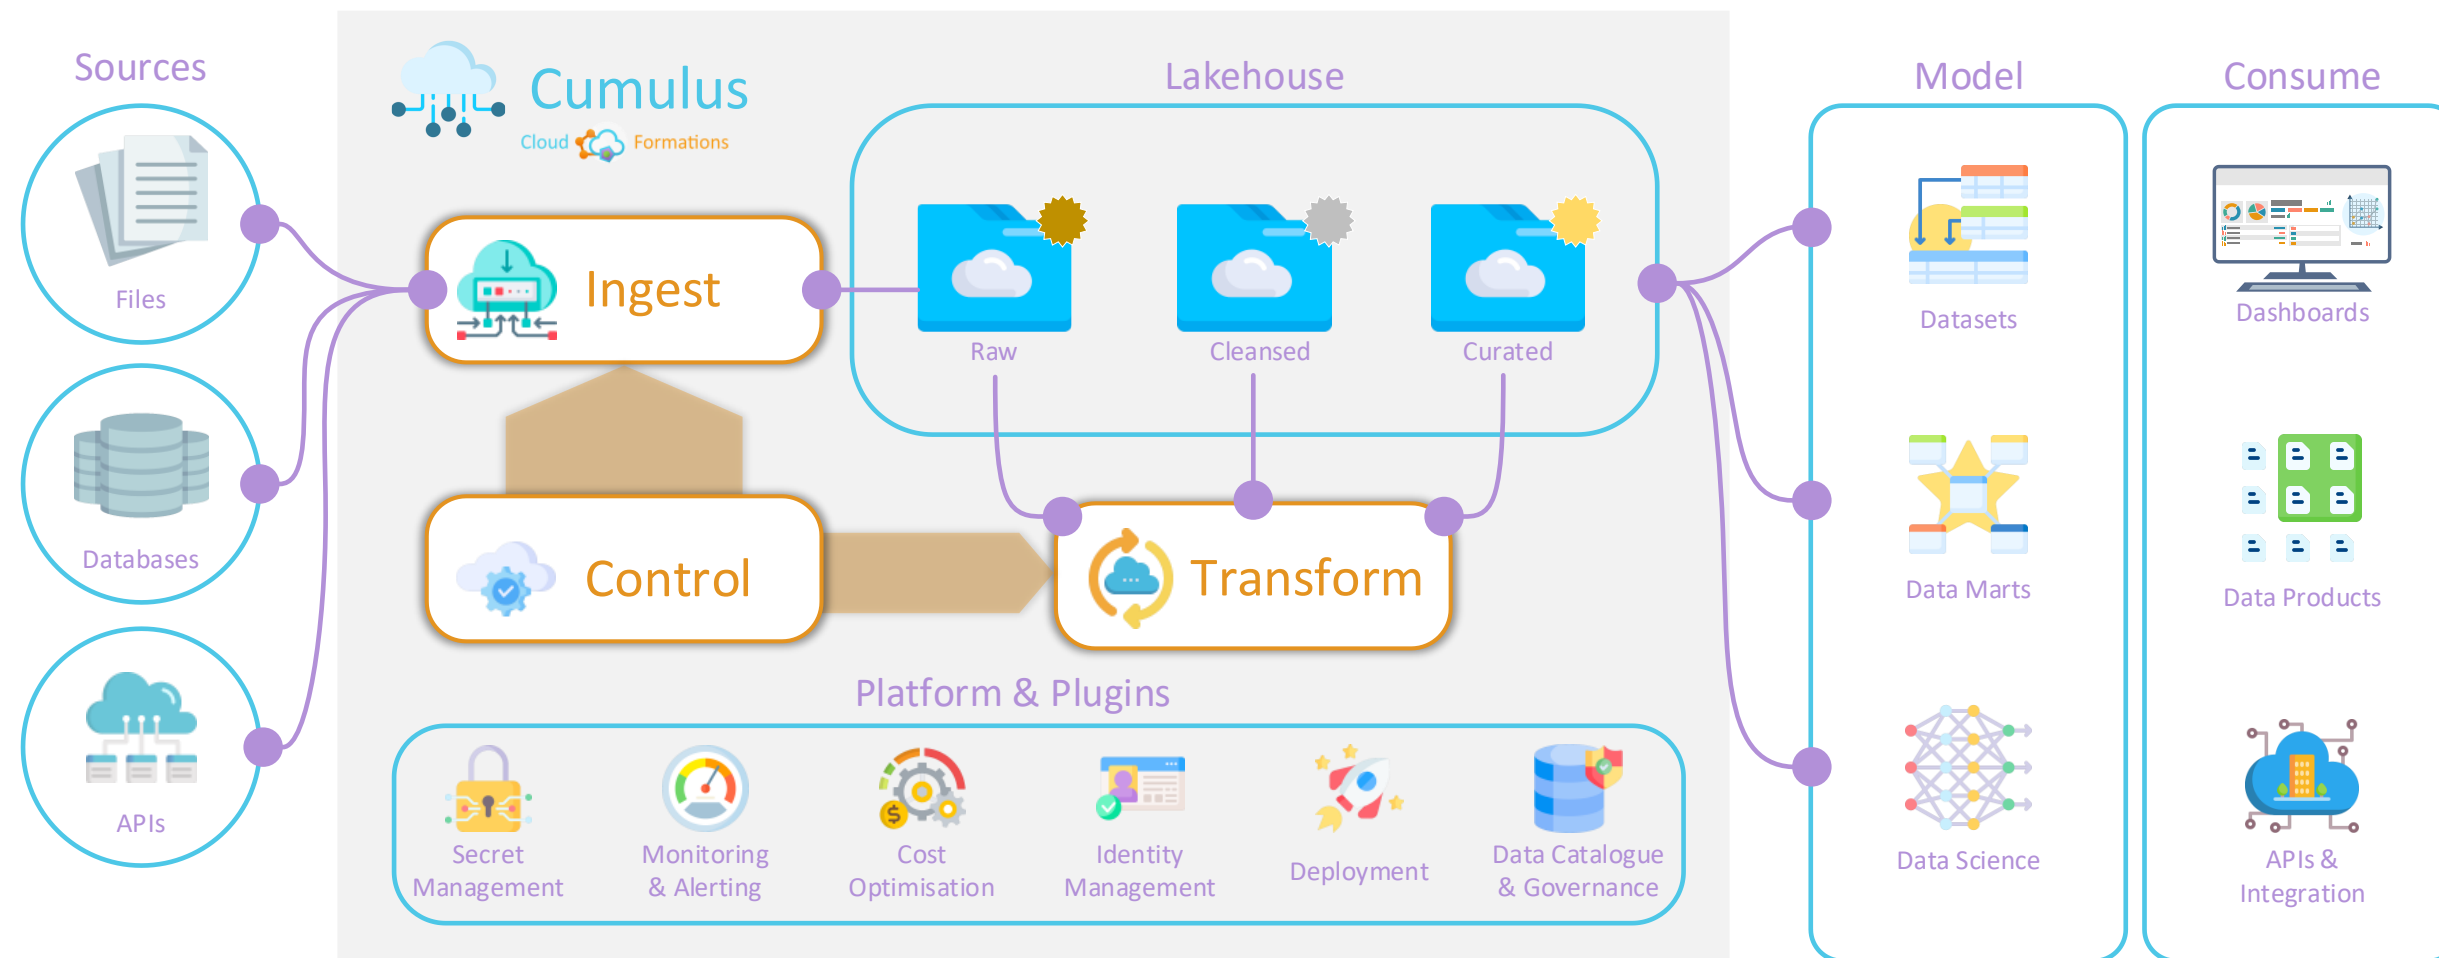 Sources
Files
Databases
APIs
Cumulus
Cloud Formations
Ingest
Control
Transform
Lakehouse
Raw
Cleansed
Curated
Platform & Plugins
Secret
Management
Monitoring
& Alerting
Cost
Optimisation
Identity
Management
Deployment
Data Catalogue
& Governance
Model
Datasets
Data Marts
Data Science
Consume
Dashboards
Data Products
APIs &
Integration